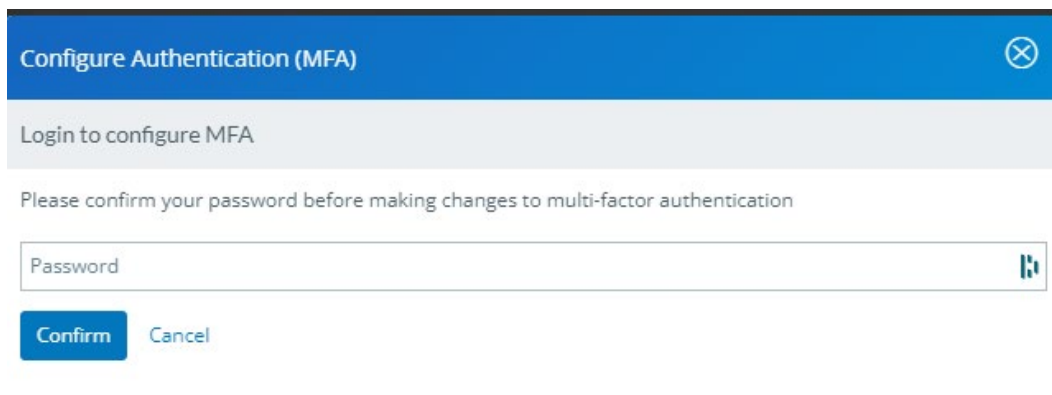 Configure Authentication (MFA)
Login to configure MFA
Please confirm your password before making changes to multi-factor authentication
Password
Confirm Cancel